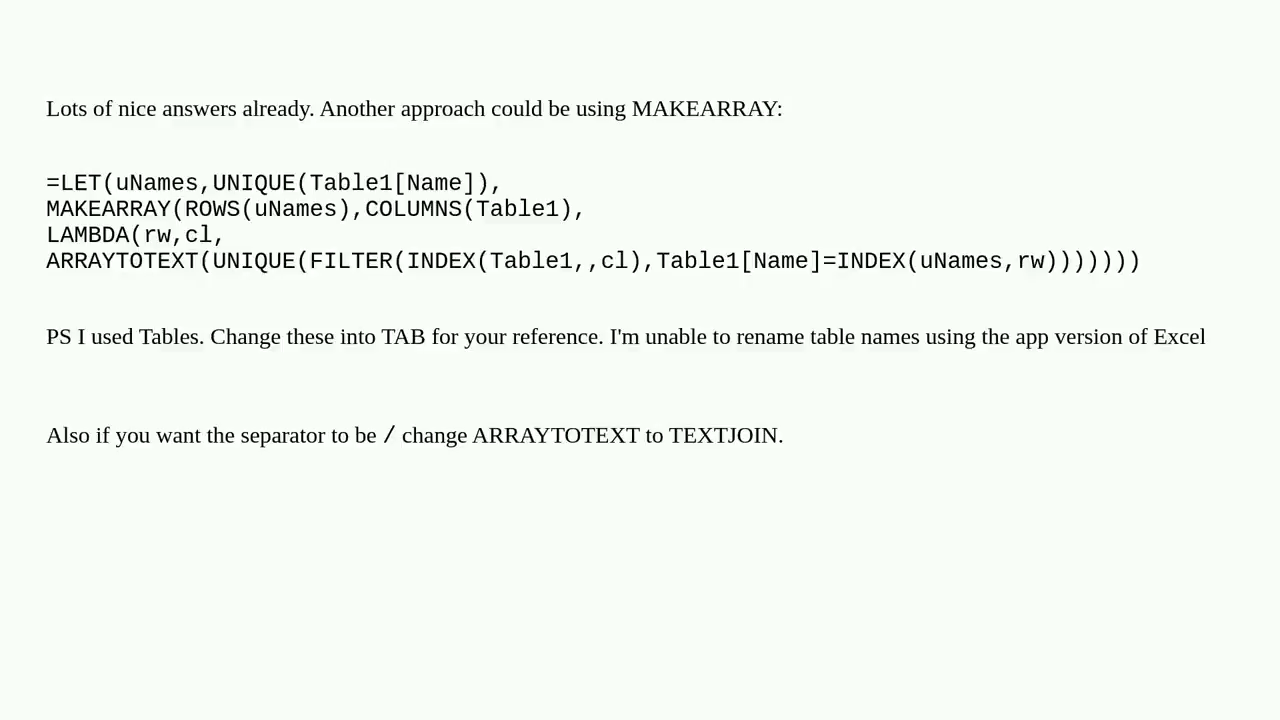 Lots of nice answers already. Another approach could be using MAKEARRAY:
=LET(uNames,UNIQUE(Table1[Name]),
MAKEARRAY(ROWS(uNames),COLUMNS(Table1),
LAMBDA(rw,cl,
ARRAYTOTEXT(UNIQUE(FILTER(INDEX(Table1,,cl),Table1[Name]=INDEX(uNames,rw)))))))
PS I used Tables. Change these into TAB for your reference. I'm unable to rename table names using the app version of Excel
Also if you want the separator to be / change ARRAYTOTEXT to TEXTJOIN.